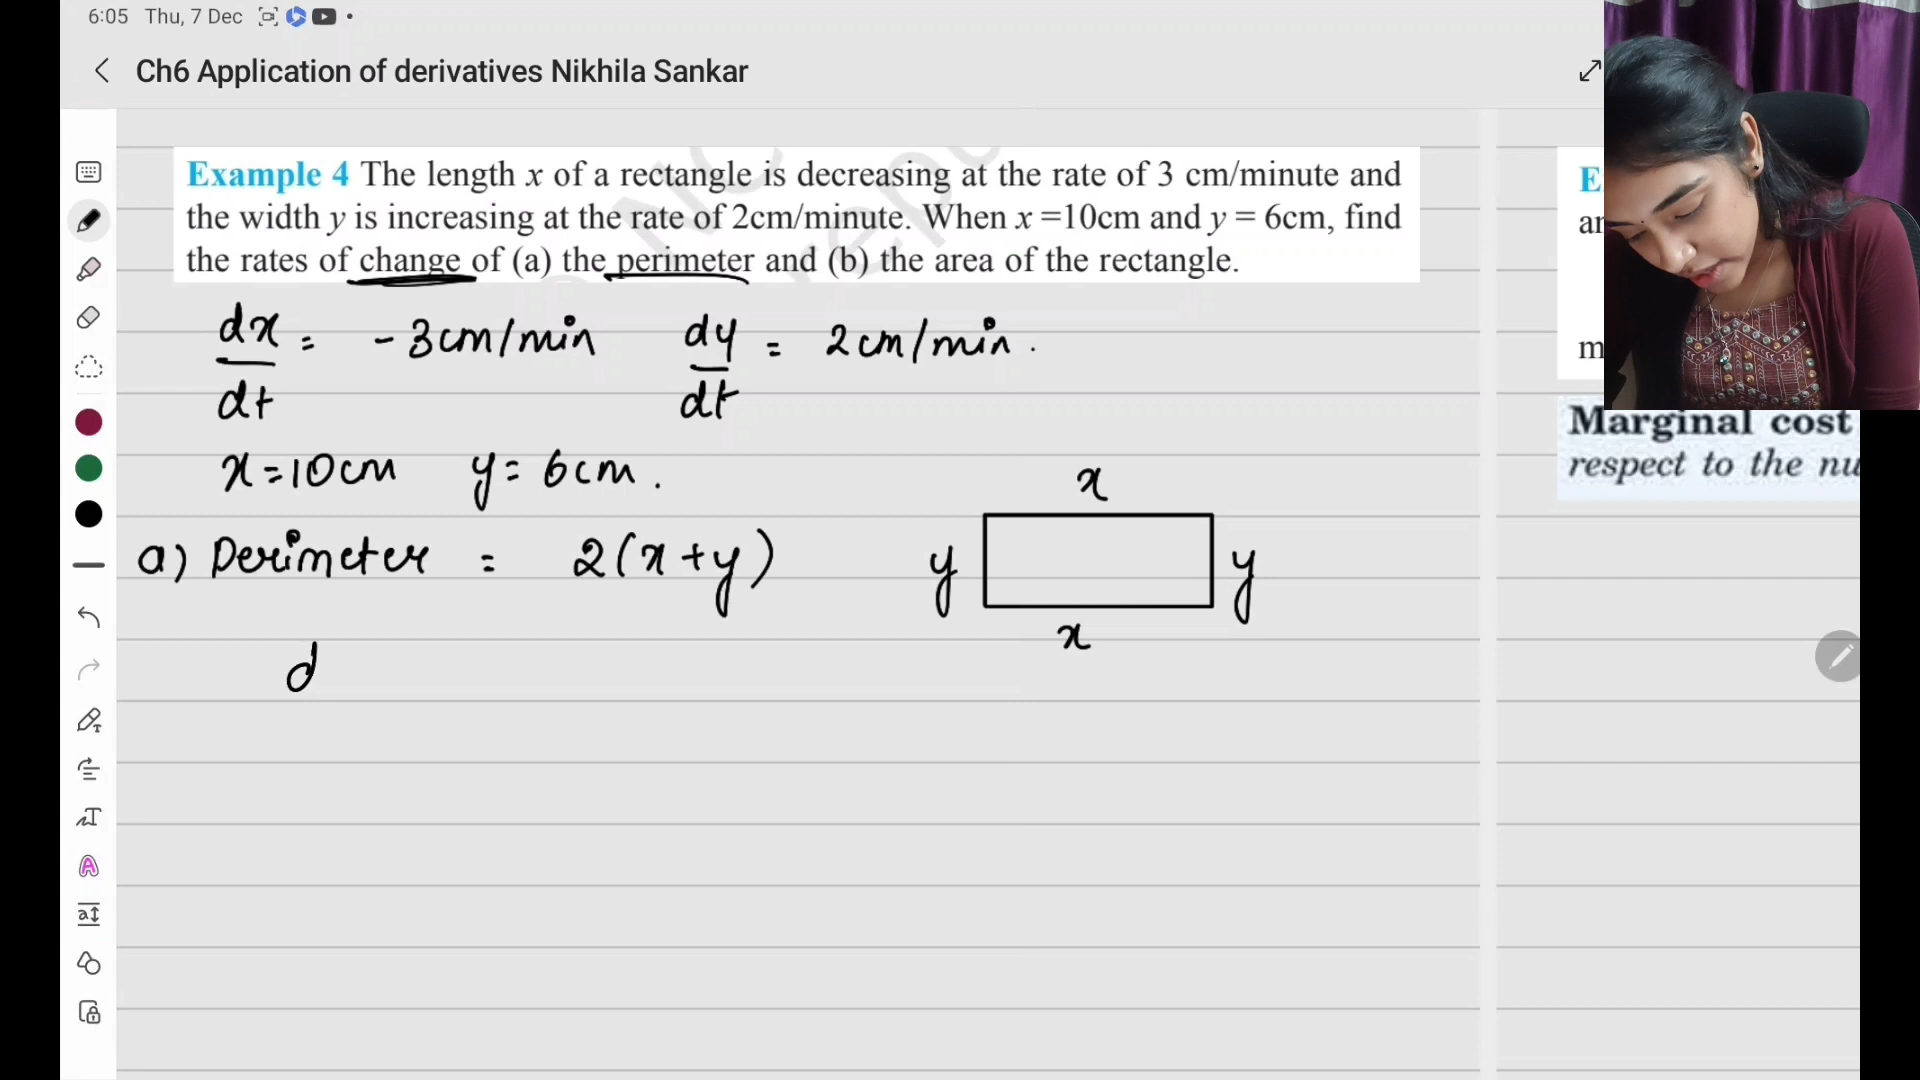 6:05 Thu, 7 Dec
Ch6 Application of derivatives Nikhila Sankar
Example 4 The length x of a rectangle is decreasing at the rate of 3 cm/minute and
the width y is increasing at the rate of 2cm/minute. When x =10cm and y = 6cm, find
the rates of change of (a) the perimeter and (b) the area of the rectangle.
dx/dt = -3cm/min dy/dt = 2cm/min.
x=10cm y= 6cm.
a) Perimeter = 2(x+y)
x
y y
x
d
E
an
m
Marginal cost
respect to the nu